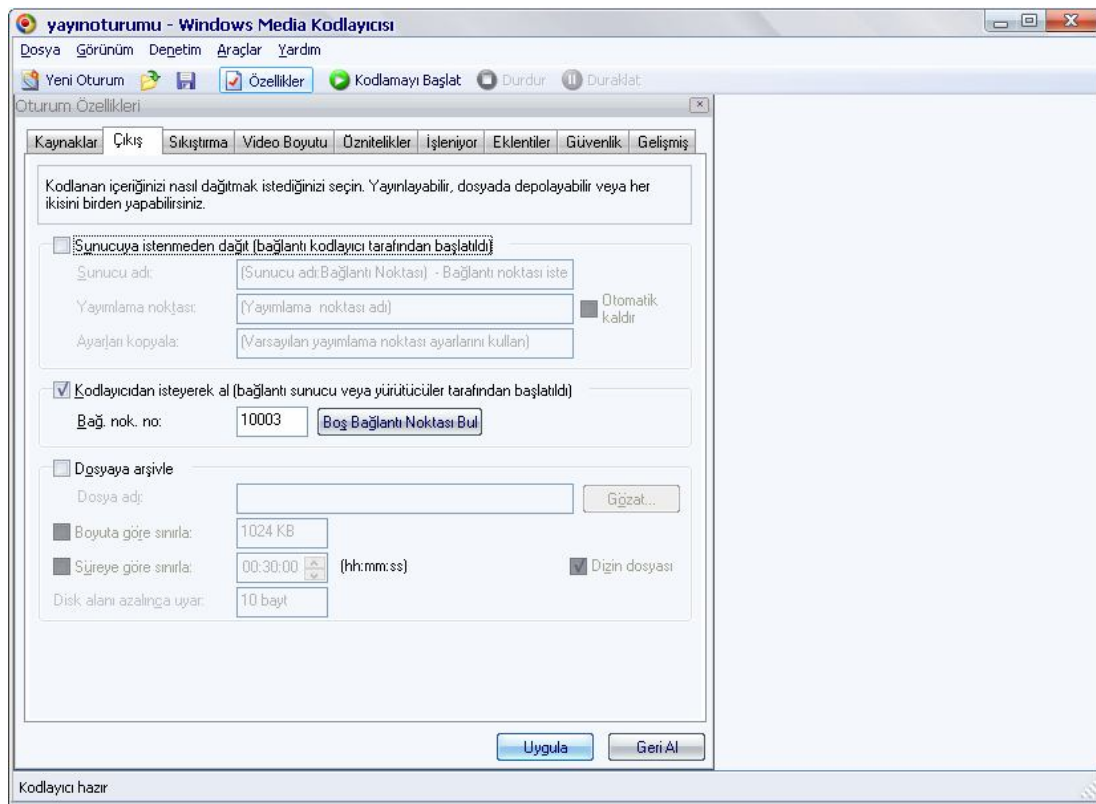 yayınoturumu - Windows Media Kodlayıcısı
Dosya Görünüm Denetim Araçlar Yardım
Yeni Oturum Özellikler Kodlamayı Başlat Durdur Duraklat
Oturum Özellikleri
Kaynaklar Çıkış Sıkıştırma Video Boyutu Öznitelikler İşleniyor Eklentiler Güvenlik Gelişmiş
Kodlanan içeriğinizi nasıl dağıtmak istediğinizi seçin. Yayınlayabilir, dosyada depolayabilir veya her
ikisini birden yapabilirsiniz.
Sunucuya istenmeden dağıt (bağlantı kodlayıcı tarafından başlatıldı)
Sunucu adı: (Sunucu adı:Bağlantı Noktası) - Bağlantı noktası iste
Yayımlama noktası: (Yayımlama noktası adı) Otomatik
kaldır
Ayarları kopyala: (Varsayılan yayımlama noktası ayarlarını kullan)
Kodlayıcıdan isteyerek al (bağlantı sunucu veya yürütücüler tarafından başlatıldı)
Bağ. nok. no: 10003 Boş Bağlantı Noktası Bul
Dosyaya arşivle
Dosya adı: Gözat...
Boyuta göre sınırla: 1024 KB
Süreye göre sınırla: 00:30:00 (hh:mm:ss) Dizin dosyası
Disk alanı azalınca uyar: 10 bayt
Uygula Geri Al
Kodlayıcı hazır